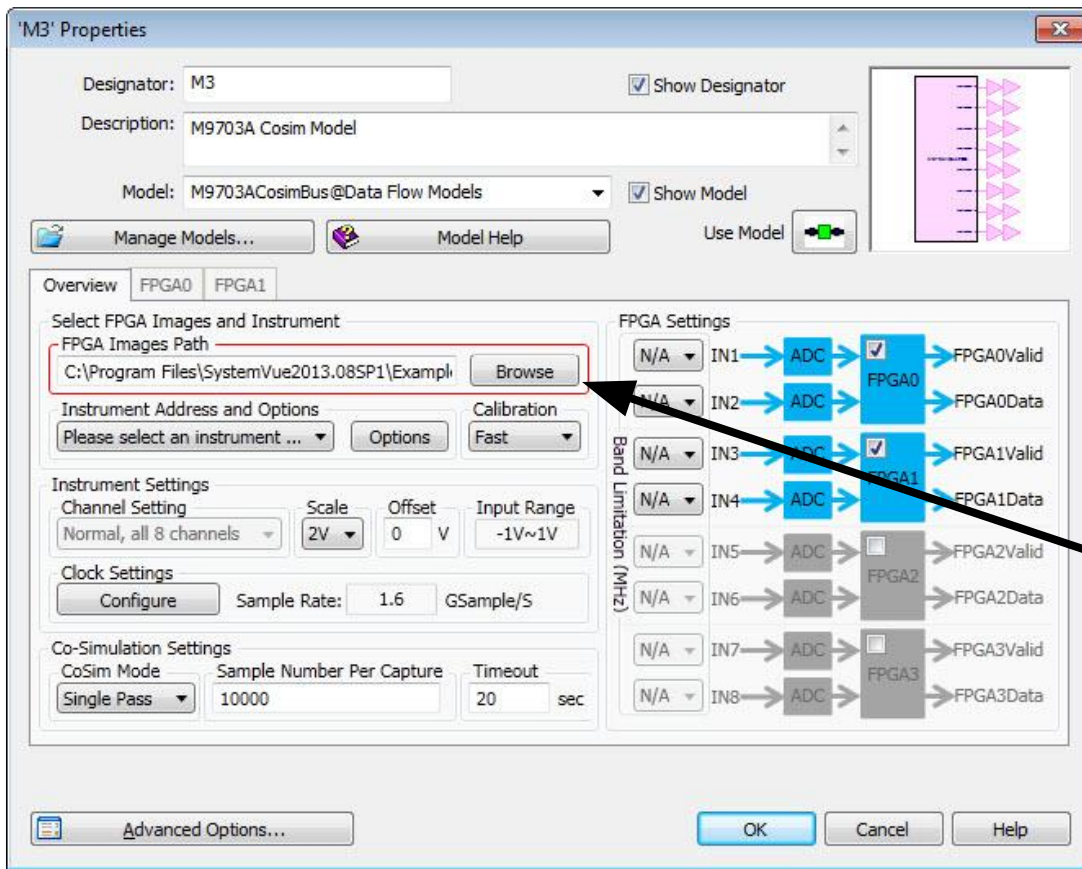 'M3' Properties
Designator: M3
Show Designator
Description: M9703A Cosim Model
Model: M9703ACosimBus@Data Flow Models
Show Model
Manage Models...
Model Help
Use Model
Overview FPGA0 FPGA1
Select FPGA Images and Instrument
FPGA Images Path
C:\Program Files\SystemVue2013.08SP1\Exampl
Browse
Instrument Address and Options
Please select an instrument ...
Options
Calibration
Fast
Instrument Settings
Channel Setting
Normal, all 8 channels
Scale
2V
Offset
0 V
Input Range
-1V~1V
Clock Settings
Configure
Sample Rate: 1.6 GSample/S
Co-Simulation Settings
CoSim Mode
Single Pass
Sample Number Per Capture
10000
Timeout
20 sec
FPGA Settings
Band Limitation (MHz)
N/A IN1 ADC FPGA0Valid
FPGA0
N/A IN2 ADC FPGA0Data
N/A IN3 ADC FPGA1Valid
FPGA1
N/A IN4 ADC FPGA1Data
N/A IN5 ADC FPGA2Valid
FPGA2
N/A IN6 ADC FPGA2Data
N/A IN7 ADC FPGA3Valid
FPGA3
N/A IN8 ADC FPGA3Data
Advanced Options...
OK
Cancel
Help